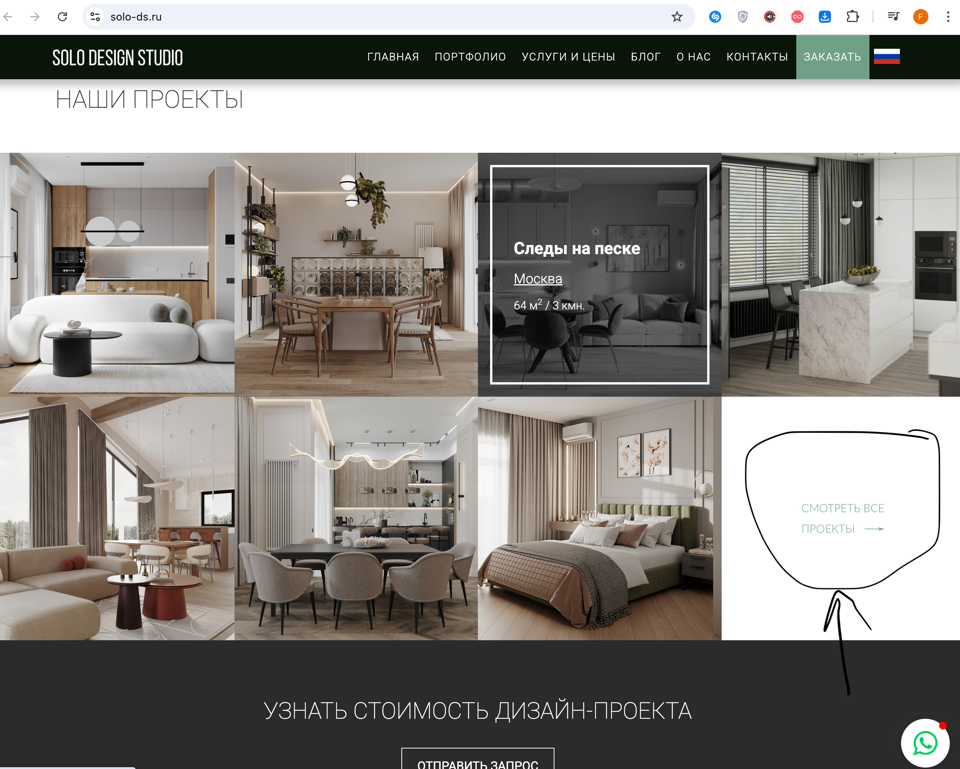 solo-ds.ru
F
SOLO DESIGN STUDIO
ГЛАВНАЯ ПОРТФОЛИО УСЛУГИ И ЦЕНЫ БЛОГ О НАС КОНТАКТЫ ЗАКАЗАТЬ
НАШИ ПРОЕКТЫ
Следы на песке
Москва
64 м2 / 3 кмн.
СМОТРЕТЬ ВСЕ
ПРОЕКТЫ
УЗНАТЬ СТОИМОСТЬ ДИЗАЙН-ПРОЕКТА
ОТПРАВИТЬ ЗАПРОС